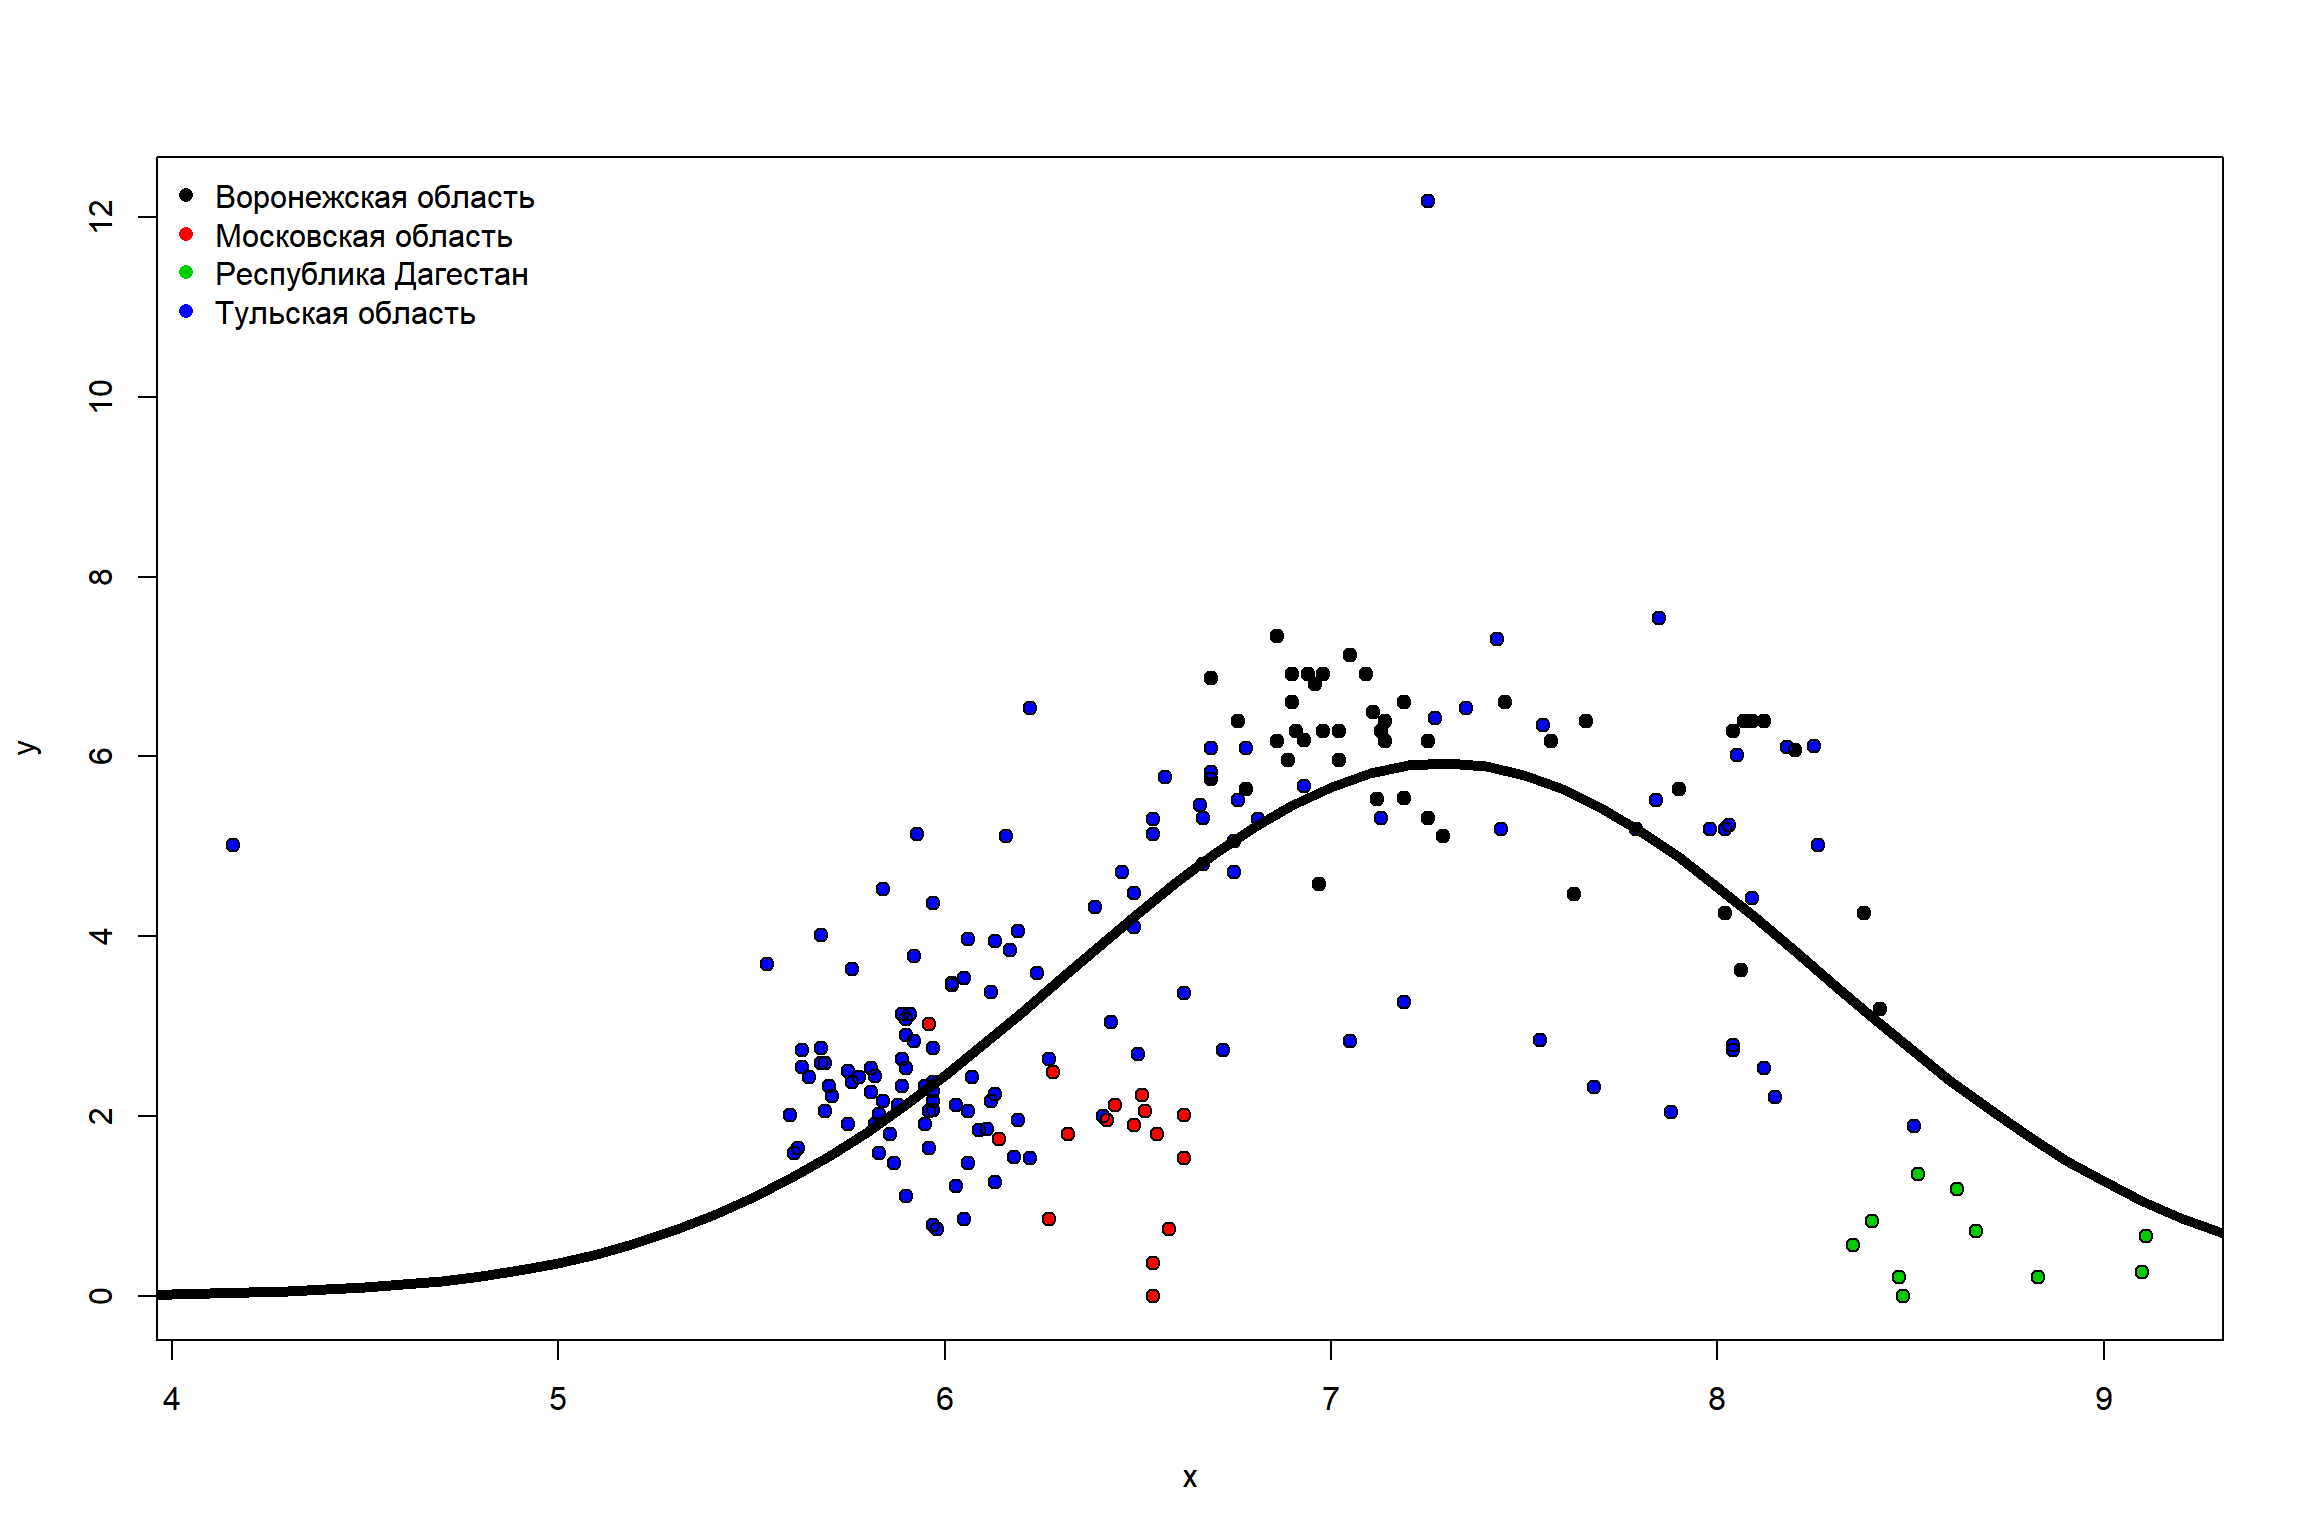 Воронежская область
Московская область
Республика Дагестан
Тульская область
12
10
8
6
4
2
0
y
4 5 6 7 8 9
x